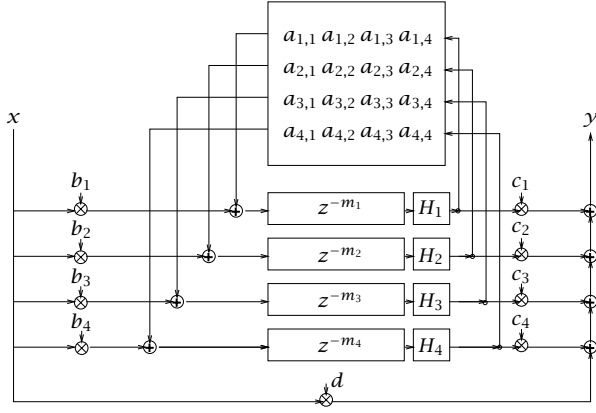 a₁,₁ a₁,₂ a₁,₃ a₁,₄
a₂,₁ a₂,₂ a₂,₃ a₂,₄
a₃,₁ a₃,₂ a₃,₃ a₃,₄
a₄,₁ a₄,₂ a₄,₃ a₄,₄
x y
b₁ z⁻ᵐ¹ H₁ c₁
b₂ z⁻ᵐ² H₂ c₂
b₃ z⁻ᵐ³ H₃ c₃
b₄ z⁻ᵐ⁴ H₄ c₄
d